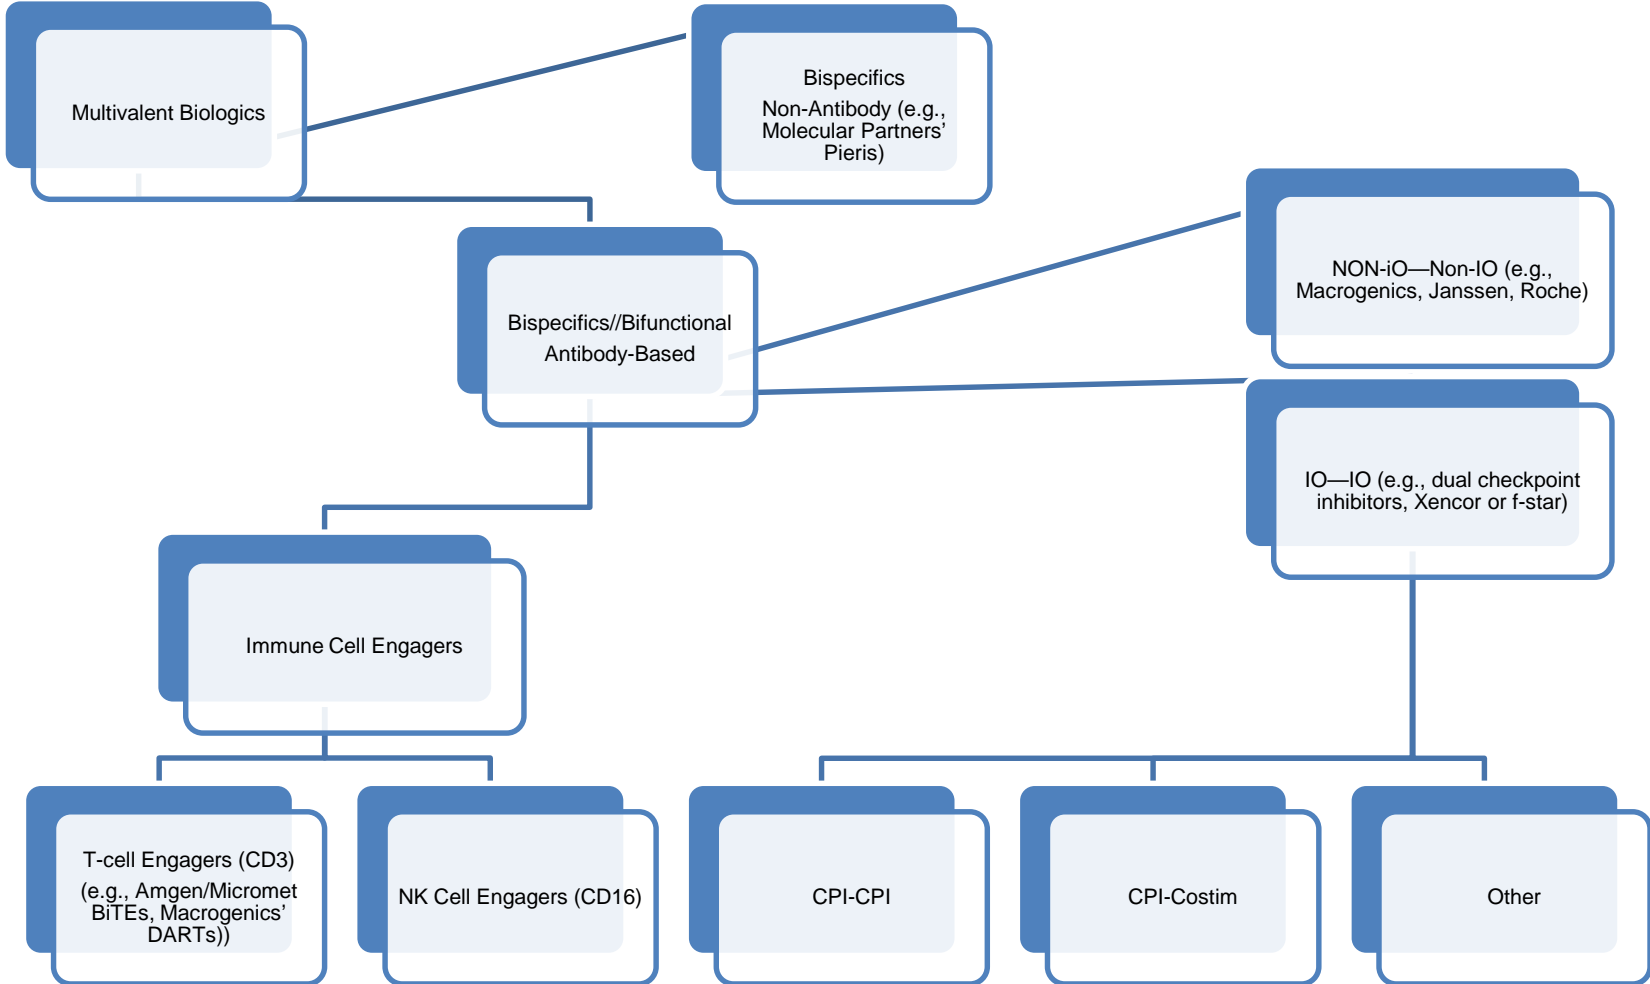 Multivalent Biologics
Bispecifics
Non-Antibody (e.g.,
Molecular Partners’
Pieris)
Bispecifics//Bifunctional
Antibody-Based
NON-iO—Non-IO (e.g.,
Macrogenics, Janssen, Roche)
IO—IO (e.g., dual checkpoint
inhibitors, Xencor or f-star)
Immune Cell Engagers
T-cell Engagers (CD3)
(e.g., Amgen/Micromet
BiTEs, Macrogenics’
DARTs))
NK Cell Engagers (CD16)
CPI-CPI
CPI-Costim
Other